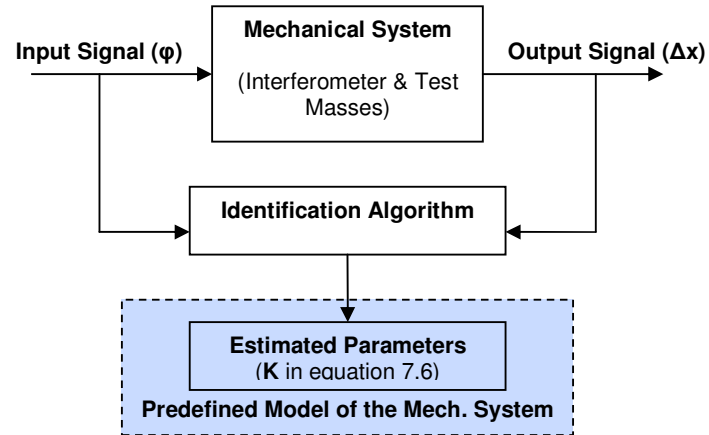 Mechanical System
Input Signal (φ)
Output Signal (Δx)
(Interferometer & Test
Masses)
Identification Algorithm
Estimated Parameters
(K in equation 7.6)
Predefined Model of the Mech. System